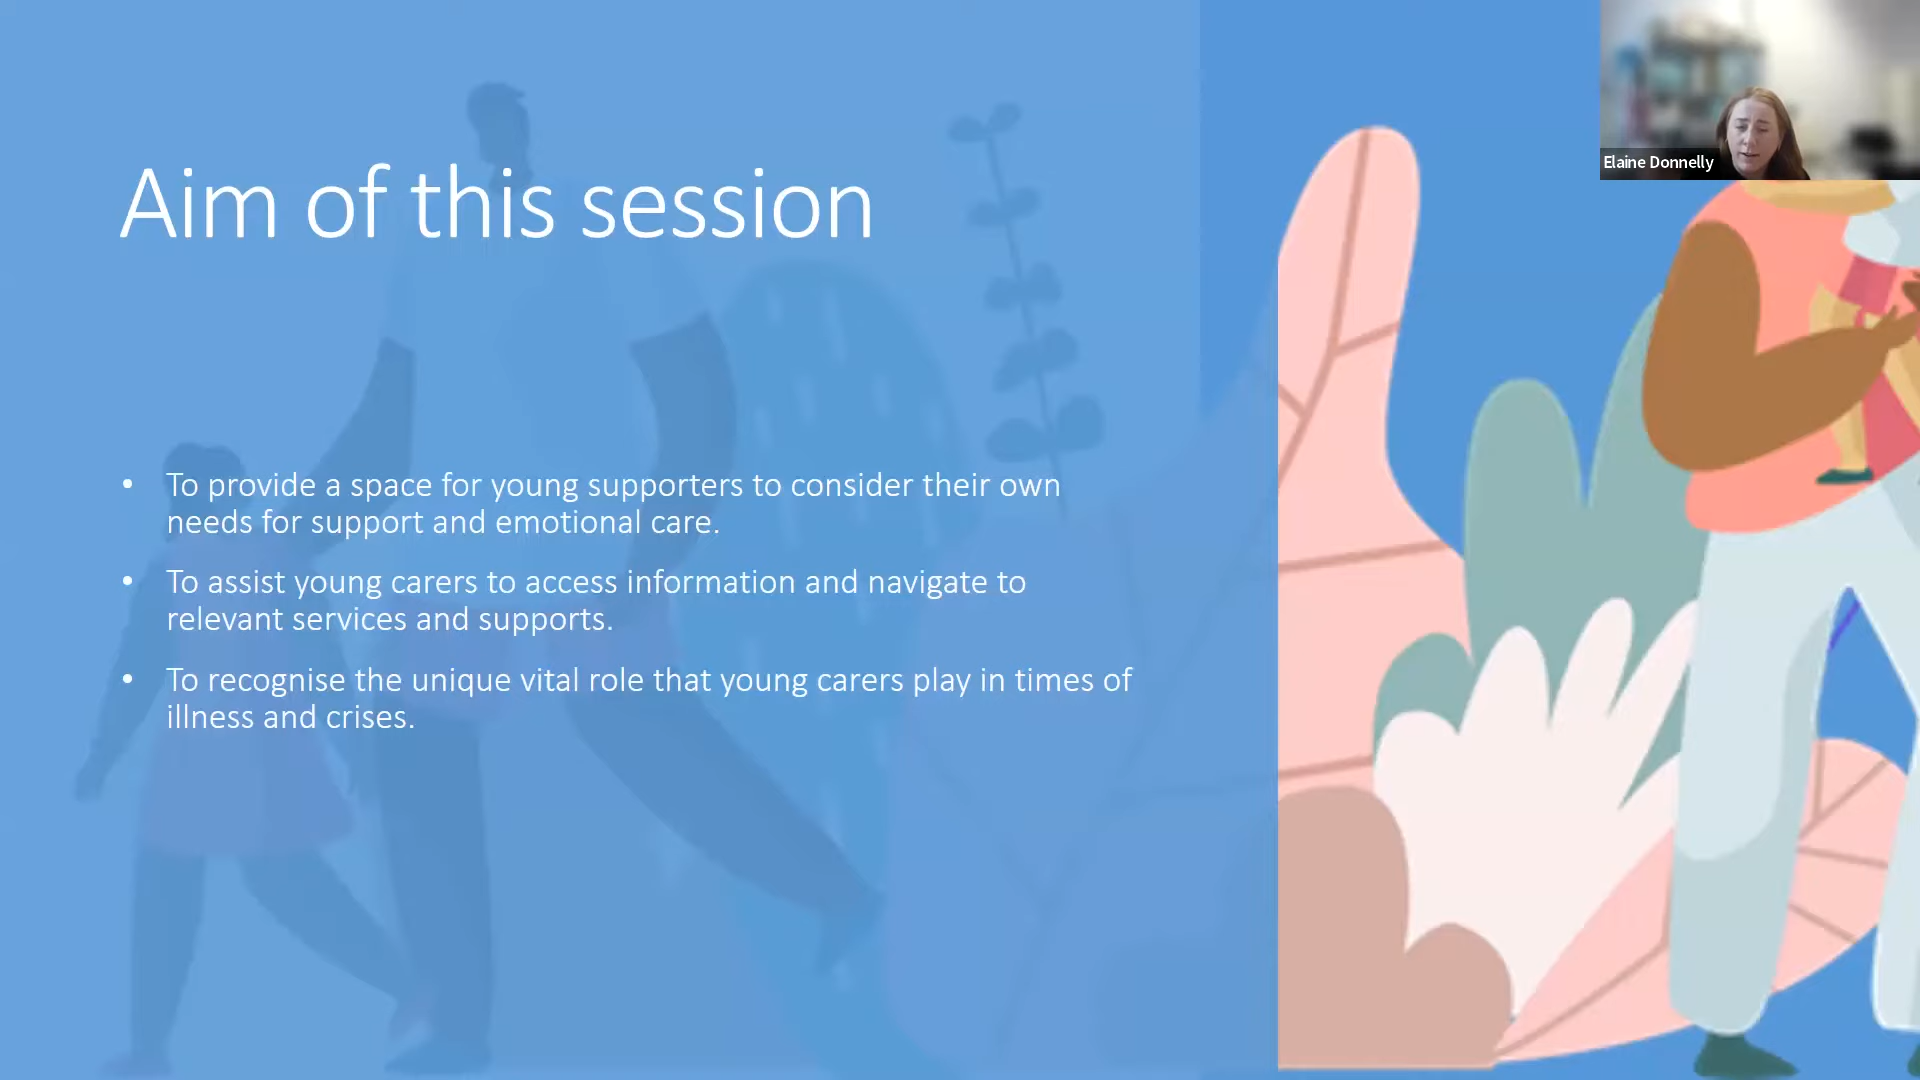 Elaine Donnelly
Aim of this session
• To provide a space for young supporters to consider their own
needs for support and emotional care.
• To assist young carers to access information and navigate to
relevant services and supports.
• To recognise the unique vital role that young carers play in times of
illness and crises.